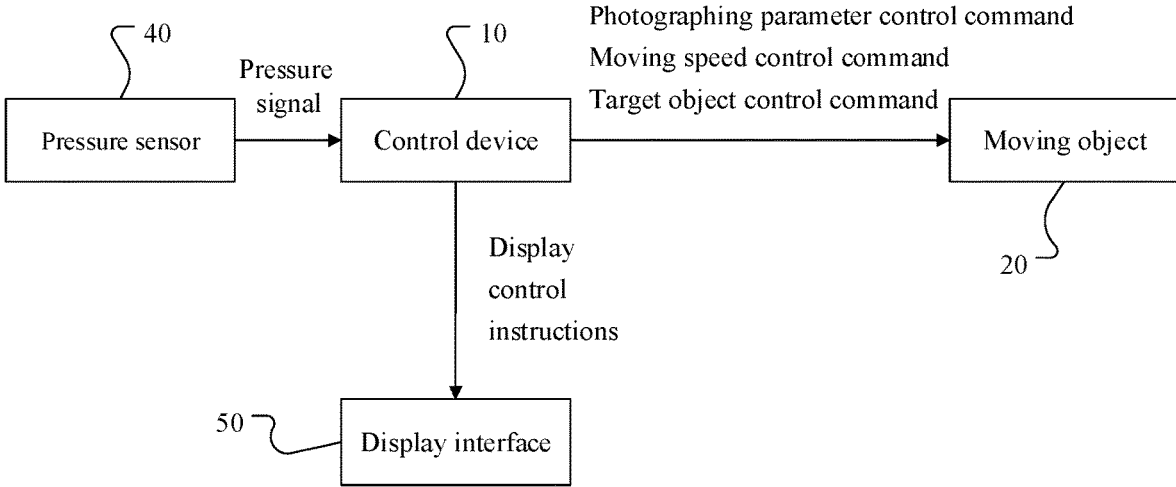 40
10
Photographing parameter control command
Moving speed control command
Target object control command
Pressure
signal
Pressure sensor
Control device
Moving object
20
Display
control
instructions
50
Display interface